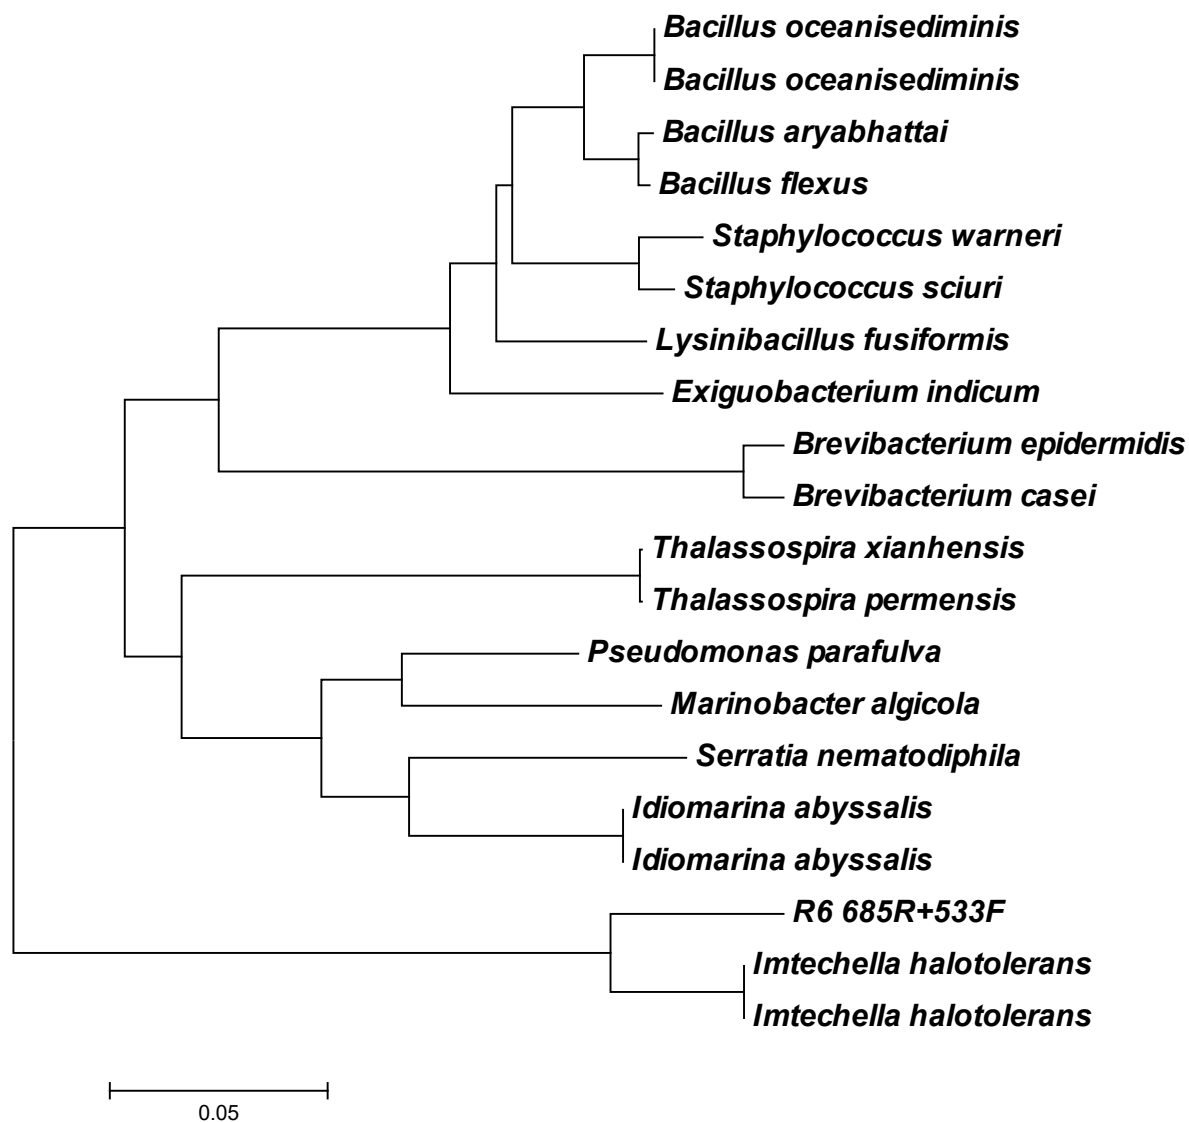 Bacillus oceanisediminis
Bacillus oceanisediminis
Bacillus aryabhattai
Bacillus flexus
Staphylococcus warneri
Staphylococcus sciuri
Lysinibacillus fusiformis
Exiguobacterium indicum
Brevibacterium epidermidis
Brevibacterium casei
Thalassospira xianhensis
Thalassospira permensis
Pseudomonas parafulva
Marinobacter algicola
Serratia nematodiphila
Idiomarina abyssalis
Idiomarina abyssalis
R6 685R+533F
Imtechella halotolerans
Imtechella halotolerans
0.05